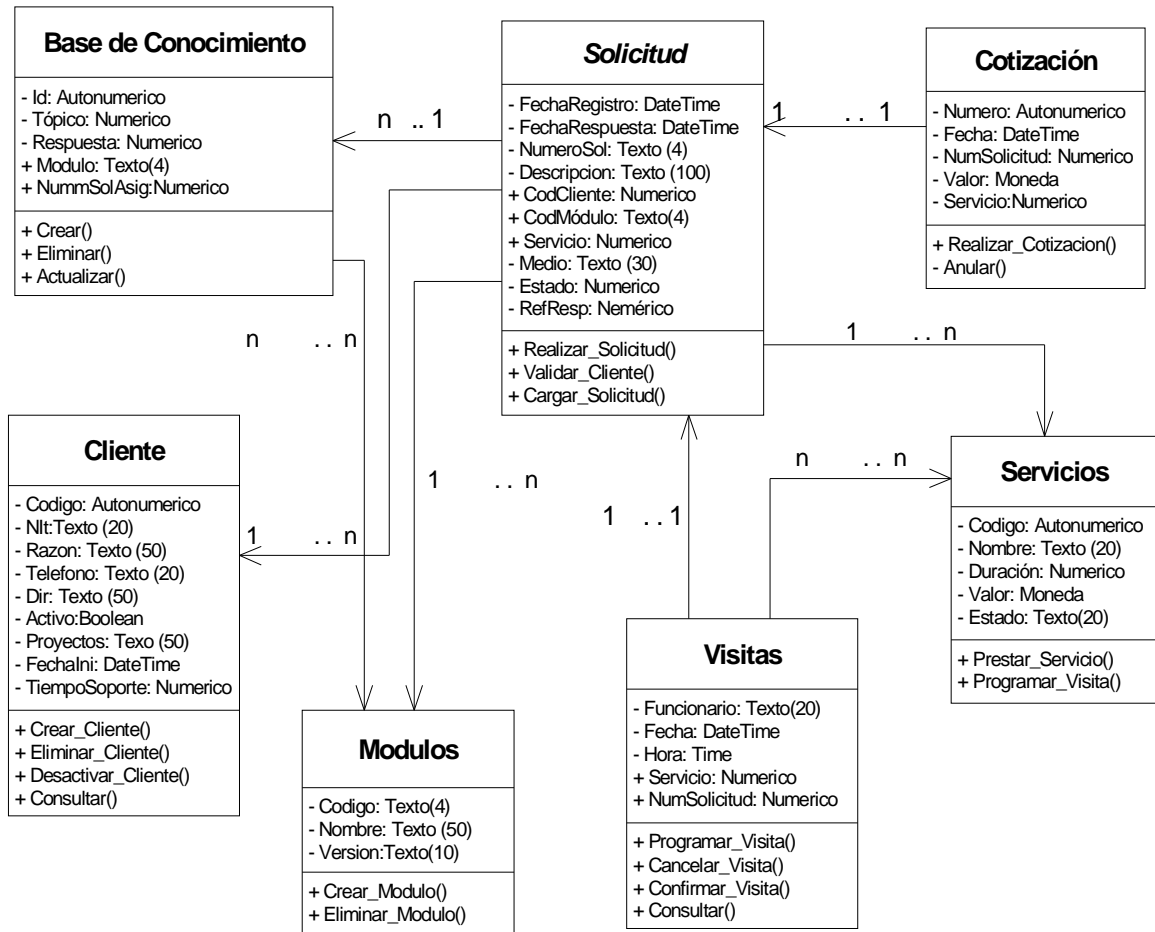 Base de Conocimiento
- Id: Autonumerico
- Tópico: Numerico
- Respuesta: Numerico
+ Modulo: Texto(4)
+ NummSolAsig:Numerico
+ Crear()
+ Eliminar()
+ Actualizar()
n .. 1
Solicitud
- FechaRegistro: DateTime
- FechaRespuesta: DateTime
- NumeroSol: Texto (4)
- Descripcion: Texto (100)
+ CodCliente: Numerico
+ CodMódulo: Texto(4)
+ Servicio: Numerico
- Medio: Texto (30)
- Estado: Numerico
- RefResp: Nemérico
+ Realizar_Solicitud()
+ Validar_Cliente()
+ Cargar_Solicitud()
1 .. 1
Cotización
- Numero: Autonumerico
- Fecha: DateTime
- NumSolicitud: Numerico
- Valor: Moneda
- Servicio:Numerico
+ Realizar_Cotizacion()
- Anular()
n .. n
1 .. n
Cliente
- Codigo: Autonumerico
- NIt:Texto (20)
- Razon: Texto (50)
- Telefono: Texto (20)
- Dir: Texto (50)
- Activo:Boolean
- Proyectos: Texo (50)
- FechaIni: DateTime
- TiempoSoporte: Numerico
+ Crear_Cliente()
+ Eliminar_Cliente()
+ Desactivar_Cliente()
+ Consultar()
1 .. n
1 .. n
1 .. 1
n .. n
Servicios
- Codigo: Autonumerico
- Nombre: Texto (20)
- Duración: Numerico
- Valor: Moneda
- Estado: Texto(20)
+ Prestar_Servicio()
+ Programar_Visita()
Modulos
- Codigo: Texto(4)
- Nombre: Texto (50)
- Version:Texto(10)
+ Crear_Modulo()
+ Eliminar_Modulo()
Visitas
- Funcionario: Texto(20)
- Fecha: DateTime
- Hora: Time
+ Servicio: Numerico
+ NumSolicitud: Numerico
+ Programar_Visita()
+ Cancelar_Visita()
+ Confirmar_Visita()
+ Consultar()